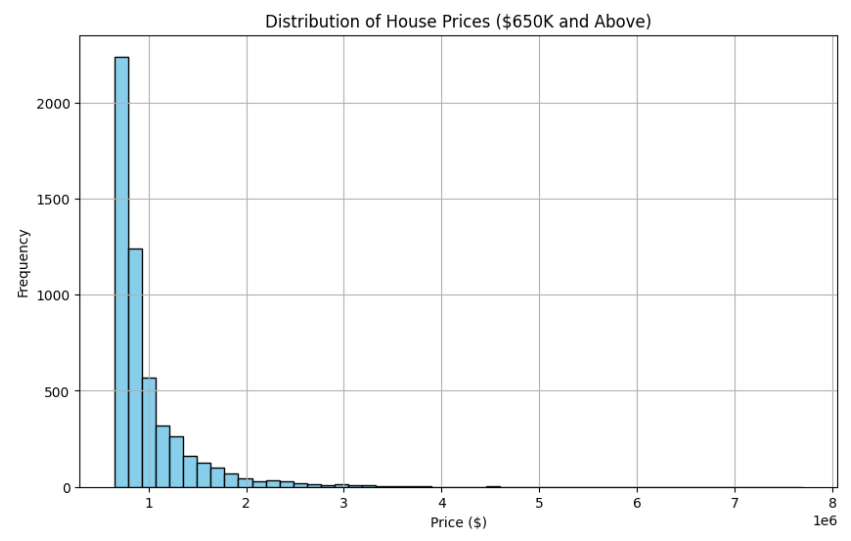 Distribution of House Prices ($650K and Above)
2000
1500
1000
500
0
Frequency
1 2 3 4 5 6 7 8
1e6
Price ($)